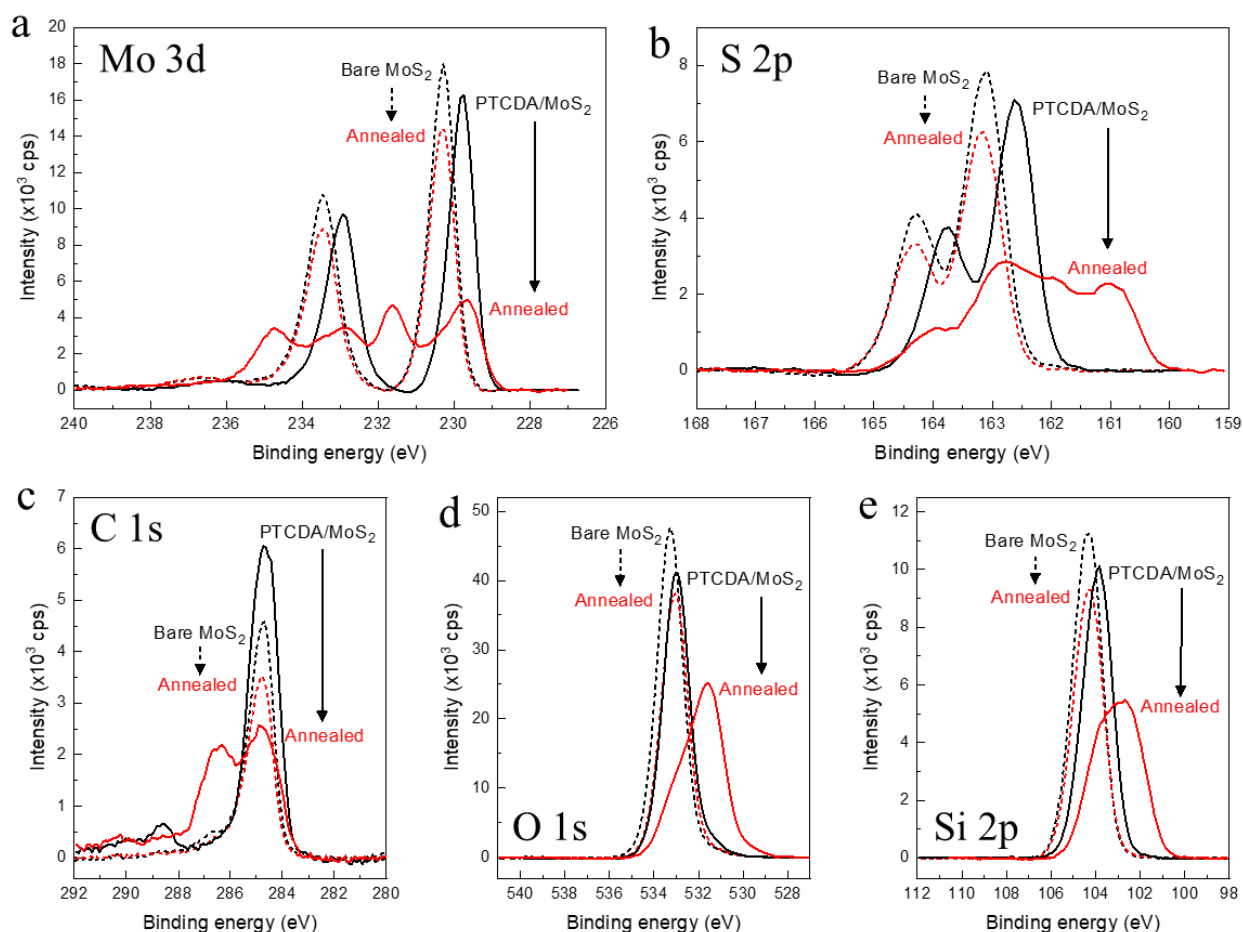 a
Mo 3d
Bare MoS₂
PTCDA/MoS₂
Annealed
Annealed
Intensity (x10³ cps)
20
18
16
14
12
10
8
6
4
2
0
240 238 236 234 232 230 228 226
Binding energy (eV)
b
S 2p
Bare MoS₂
PTCDA/MoS₂
Annealed
Annealed
Intensity (x10³ cps)
8
6
4
2
0
168 167 166 165 164 163 162 161 160 159
Binding energy (eV)
c
C 1s
PTCDA/MoS₂
Bare MoS₂
Annealed
Annealed
Intensity (x10³ cps)
7
6
5
4
3
2
1
0
292 290 288 286 284 282 280
Binding energy (eV)
d
Bare MoS₂
PTCDA/MoS₂
Annealed
Annealed
O 1s
Intensity (x10³ cps)
50
40
30
20
10
0
540 538 536 534 532 530 528
Binding energy (eV)
e
Bare MoS₂
PTCDA/MoS₂
Annealed
Annealed
Si 2p
Intensity (x10³ cps)
12
10
8
6
4
2
0
112 110 108 106 104 102 100 98
Binding energy (eV)